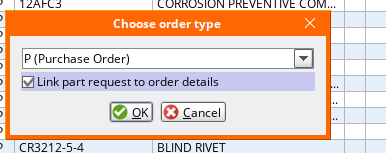 12AFC3 CORROSION PREVENTIVE COM...
Choose order type
P (Purchase Order)
Link part request to order details
OK Cancel
CR3212-5-4 BLIND RIVET